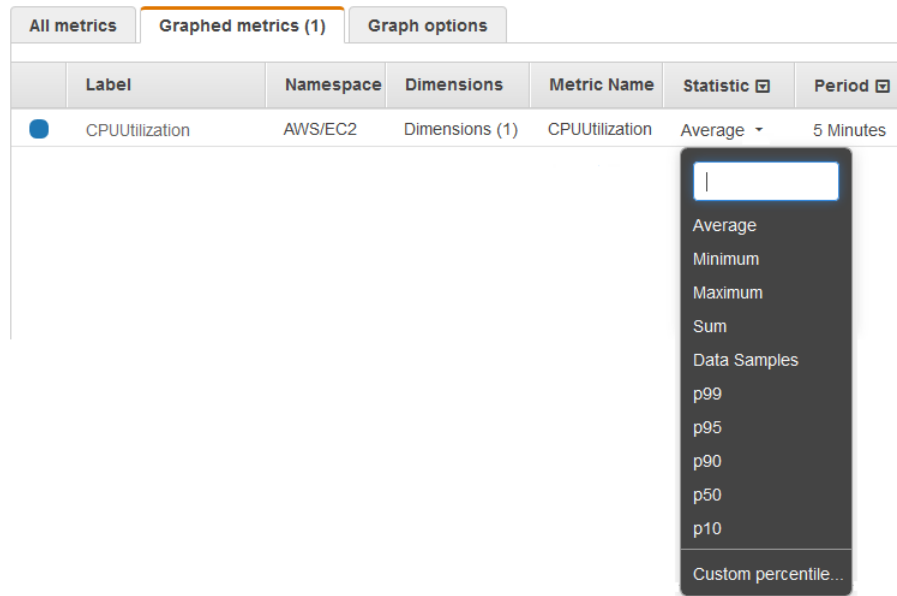 All metrics Graphed metrics (1) Graph options
Label Namespace Dimensions Metric Name Statistic Period
CPUUtilization AWS/EC2 Dimensions (1) CPUUtilization Average 5 Minutes
Average
Minimum
Maximum
Sum
Data Samples
p99
p95
p90
p50
p10
Custom percentile...